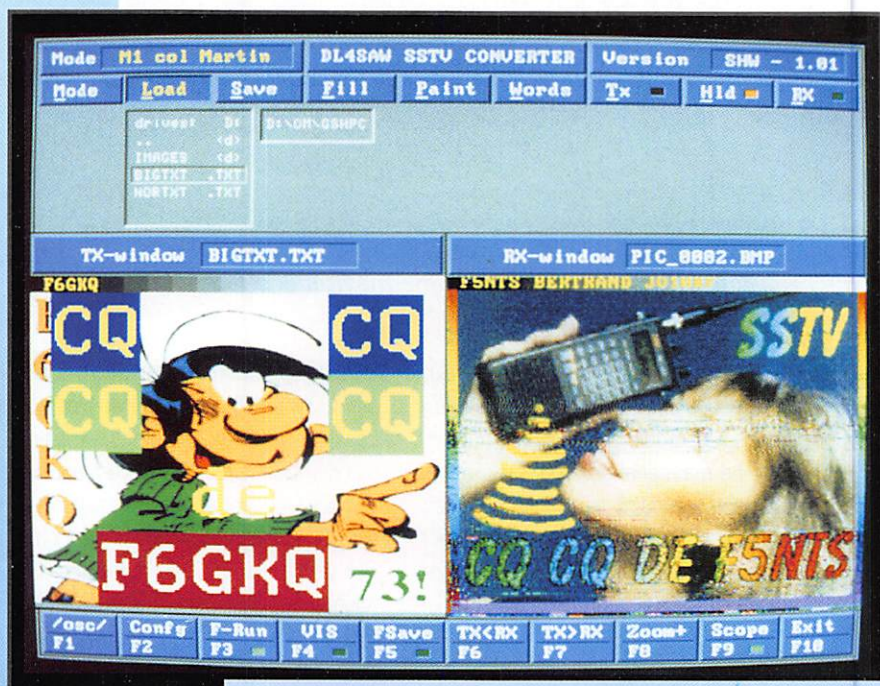 Mode M1 col Martin DL4SAW SSTV CONVERTER Version SHW - 1.01
Mode Load Save Fill Paint Words Tx Hld RX
drives: D: D:\OM\GSHPC
.. <d>
IMAGES <d>
BIGTXT .TXT
NORTXT .TXT
TX-window BIGTXT.TXT RX-window PIC_0002.BMP
F6GKQ
F5NTS BERTRAND
CQ CQ
CQ CQ
de
F6GKQ
73!
SSTV
CQ CQ DE F5NTS
/osc/ Confg F-Run VIS FSave TX<RX TX>RX Zoom+ Scope Exit
F1 F2 F3 F4 F5 F6 F7 F8 F9 F10